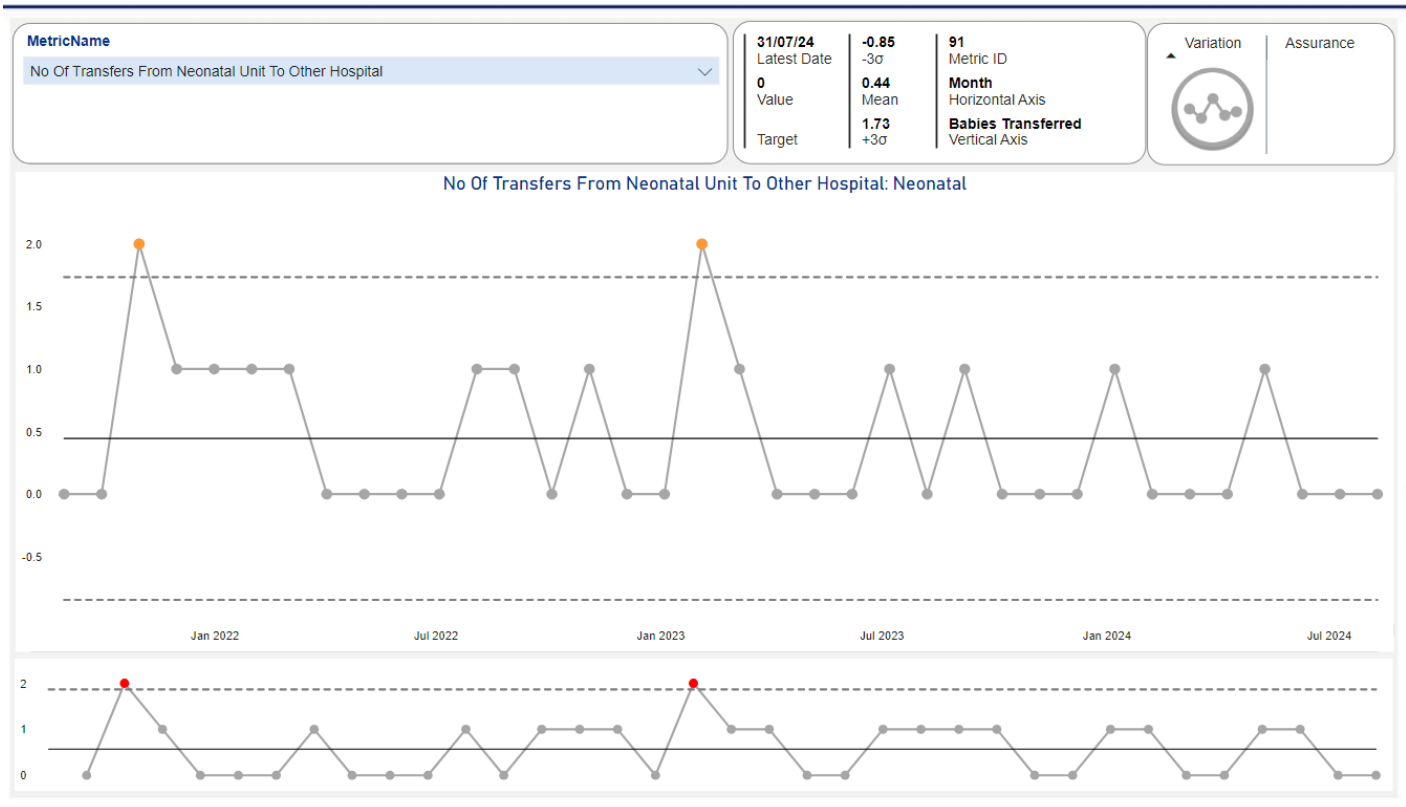 MetricName
No Of Transfers From Neonatal Unit To Other Hospital
31/07/24
Latest Date
0
Value
Target
-0.85
-3σ
0.44
Mean
1.73
+3σ
91
Metric ID
Month
Horizontal Axis
Babies Transferred
Vertical Axis
Variation
Assurance
No Of Transfers From Neonatal Unit To Other Hospital: Neonatal
2.0
1.5
1.0
0.5
0.0
-0.5
Jan 2022 Jul 2022 Jan 2023 Jul 2023 Jan 2024 Jul 2024
2
1
0